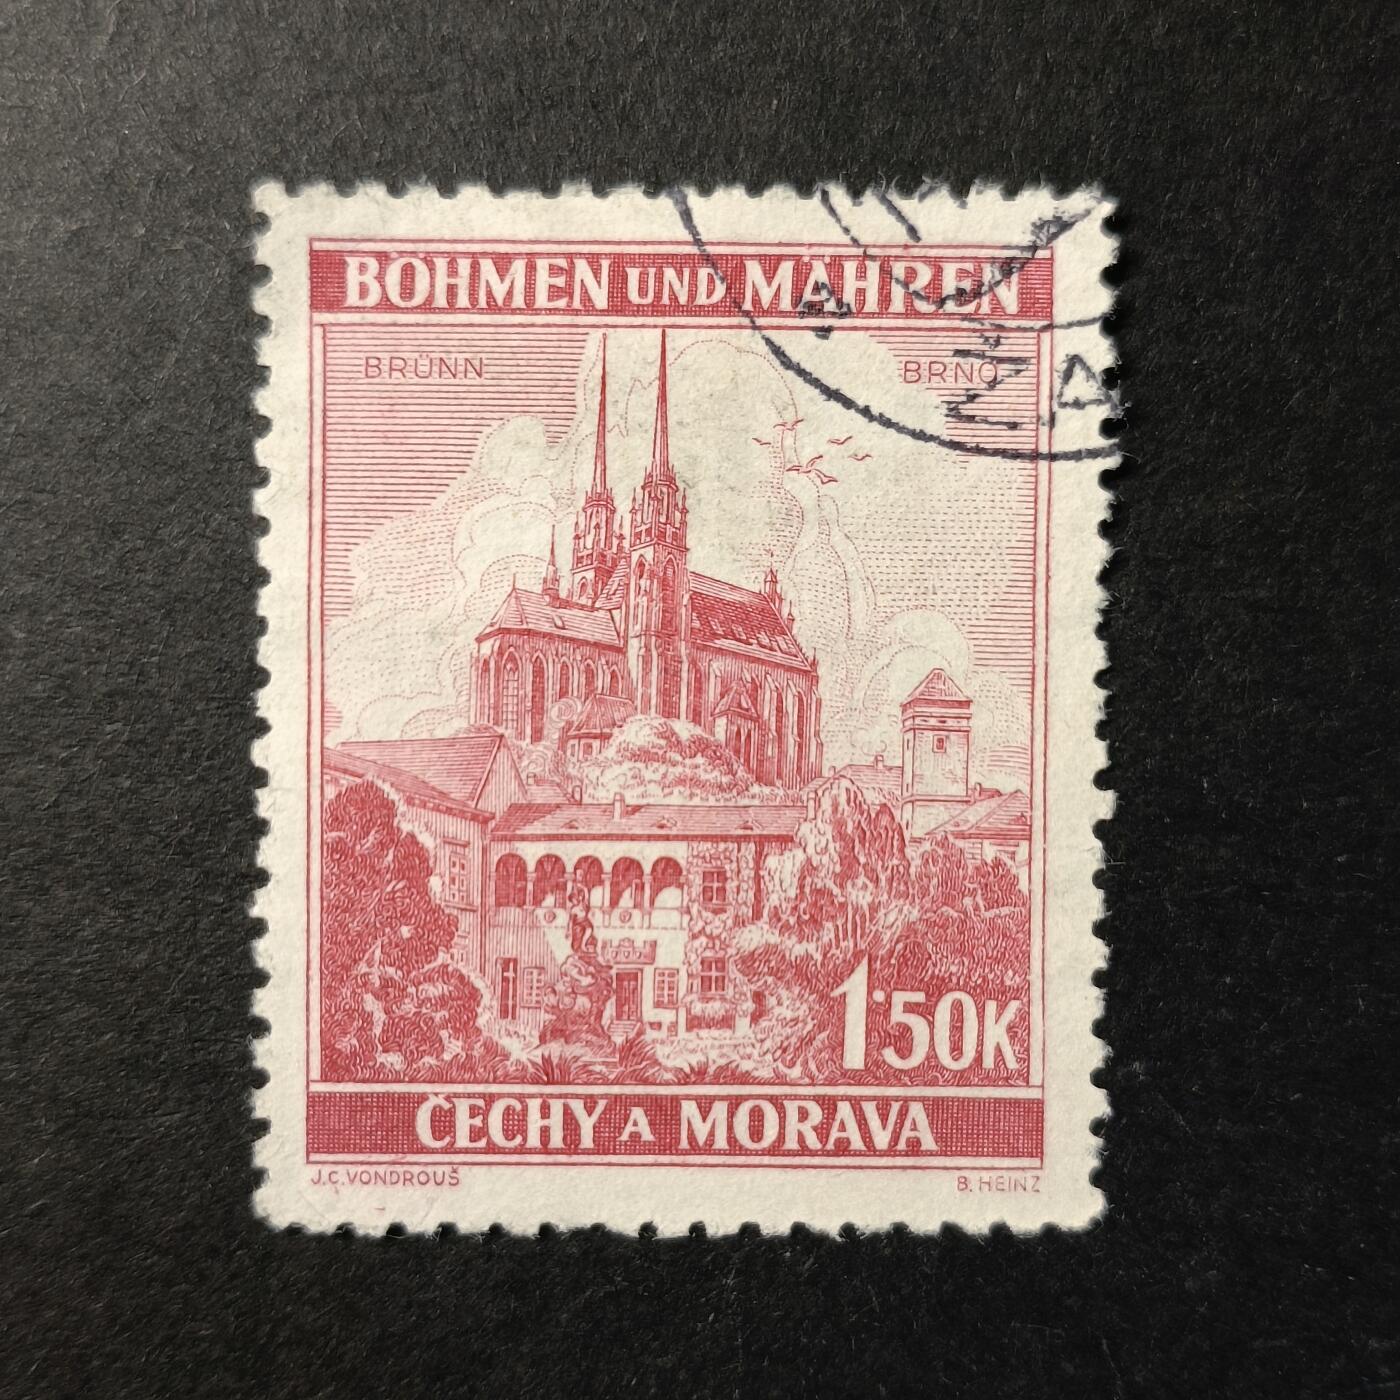 BÖHMEN UND MÄHREN
BRÜNN BRNO
1·50K
ČECHY A MORAVA
J.C.VONDROUŠ B. HEINZ